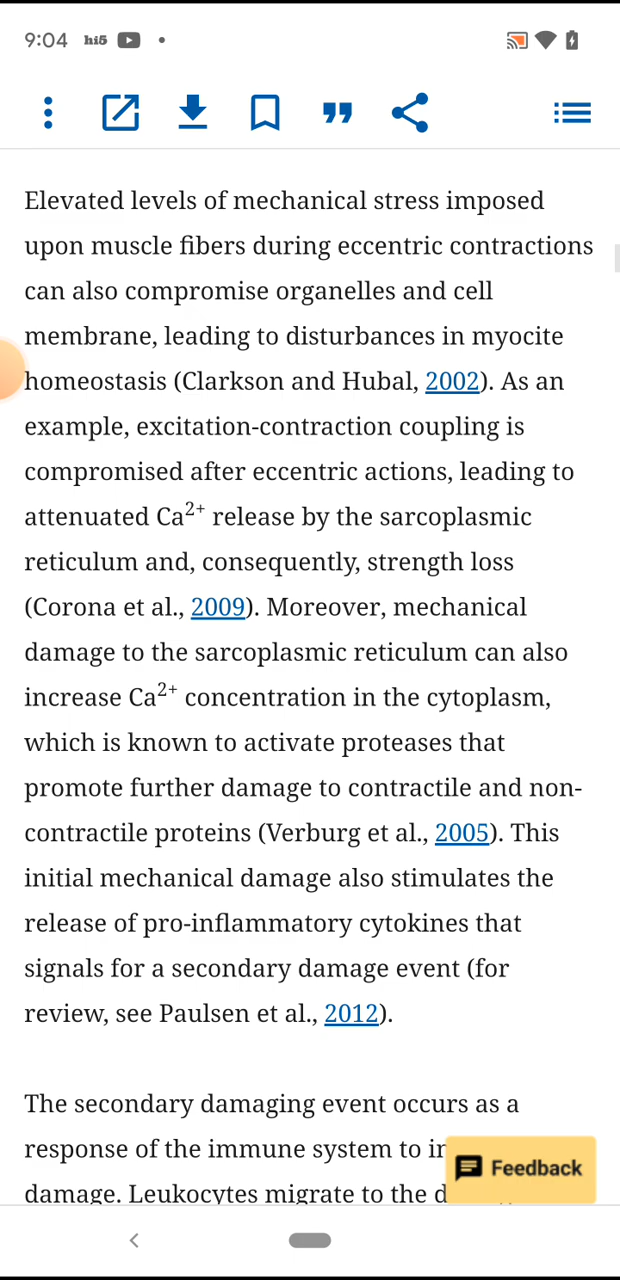 9:04 hi5
Elevated levels of mechanical stress imposed
upon muscle fibers during eccentric contractions
can also compromise organelles and cell
membrane, leading to disturbances in myocite
homeostasis (Clarkson and Hubal, 2002). As an
example, excitation-contraction coupling is
compromised after eccentric actions, leading to
attenuated Ca²⁺ release by the sarcoplasmic
reticulum and, consequently, strength loss
(Corona et al., 2009). Moreover, mechanical
damage to the sarcoplasmic reticulum can also
increase Ca²⁺ concentration in the cytoplasm,
which is known to activate proteases that
promote further damage to contractile and non-
contractile proteins (Verburg et al., 2005). This
initial mechanical damage also stimulates the
release of pro-inflammatory cytokines that
signals for a secondary damage event (for
review, see Paulsen et al., 2012).
The secondary damaging event occurs as a
response of the immune system to
damage. Leukocytes migrate to the
Feedback